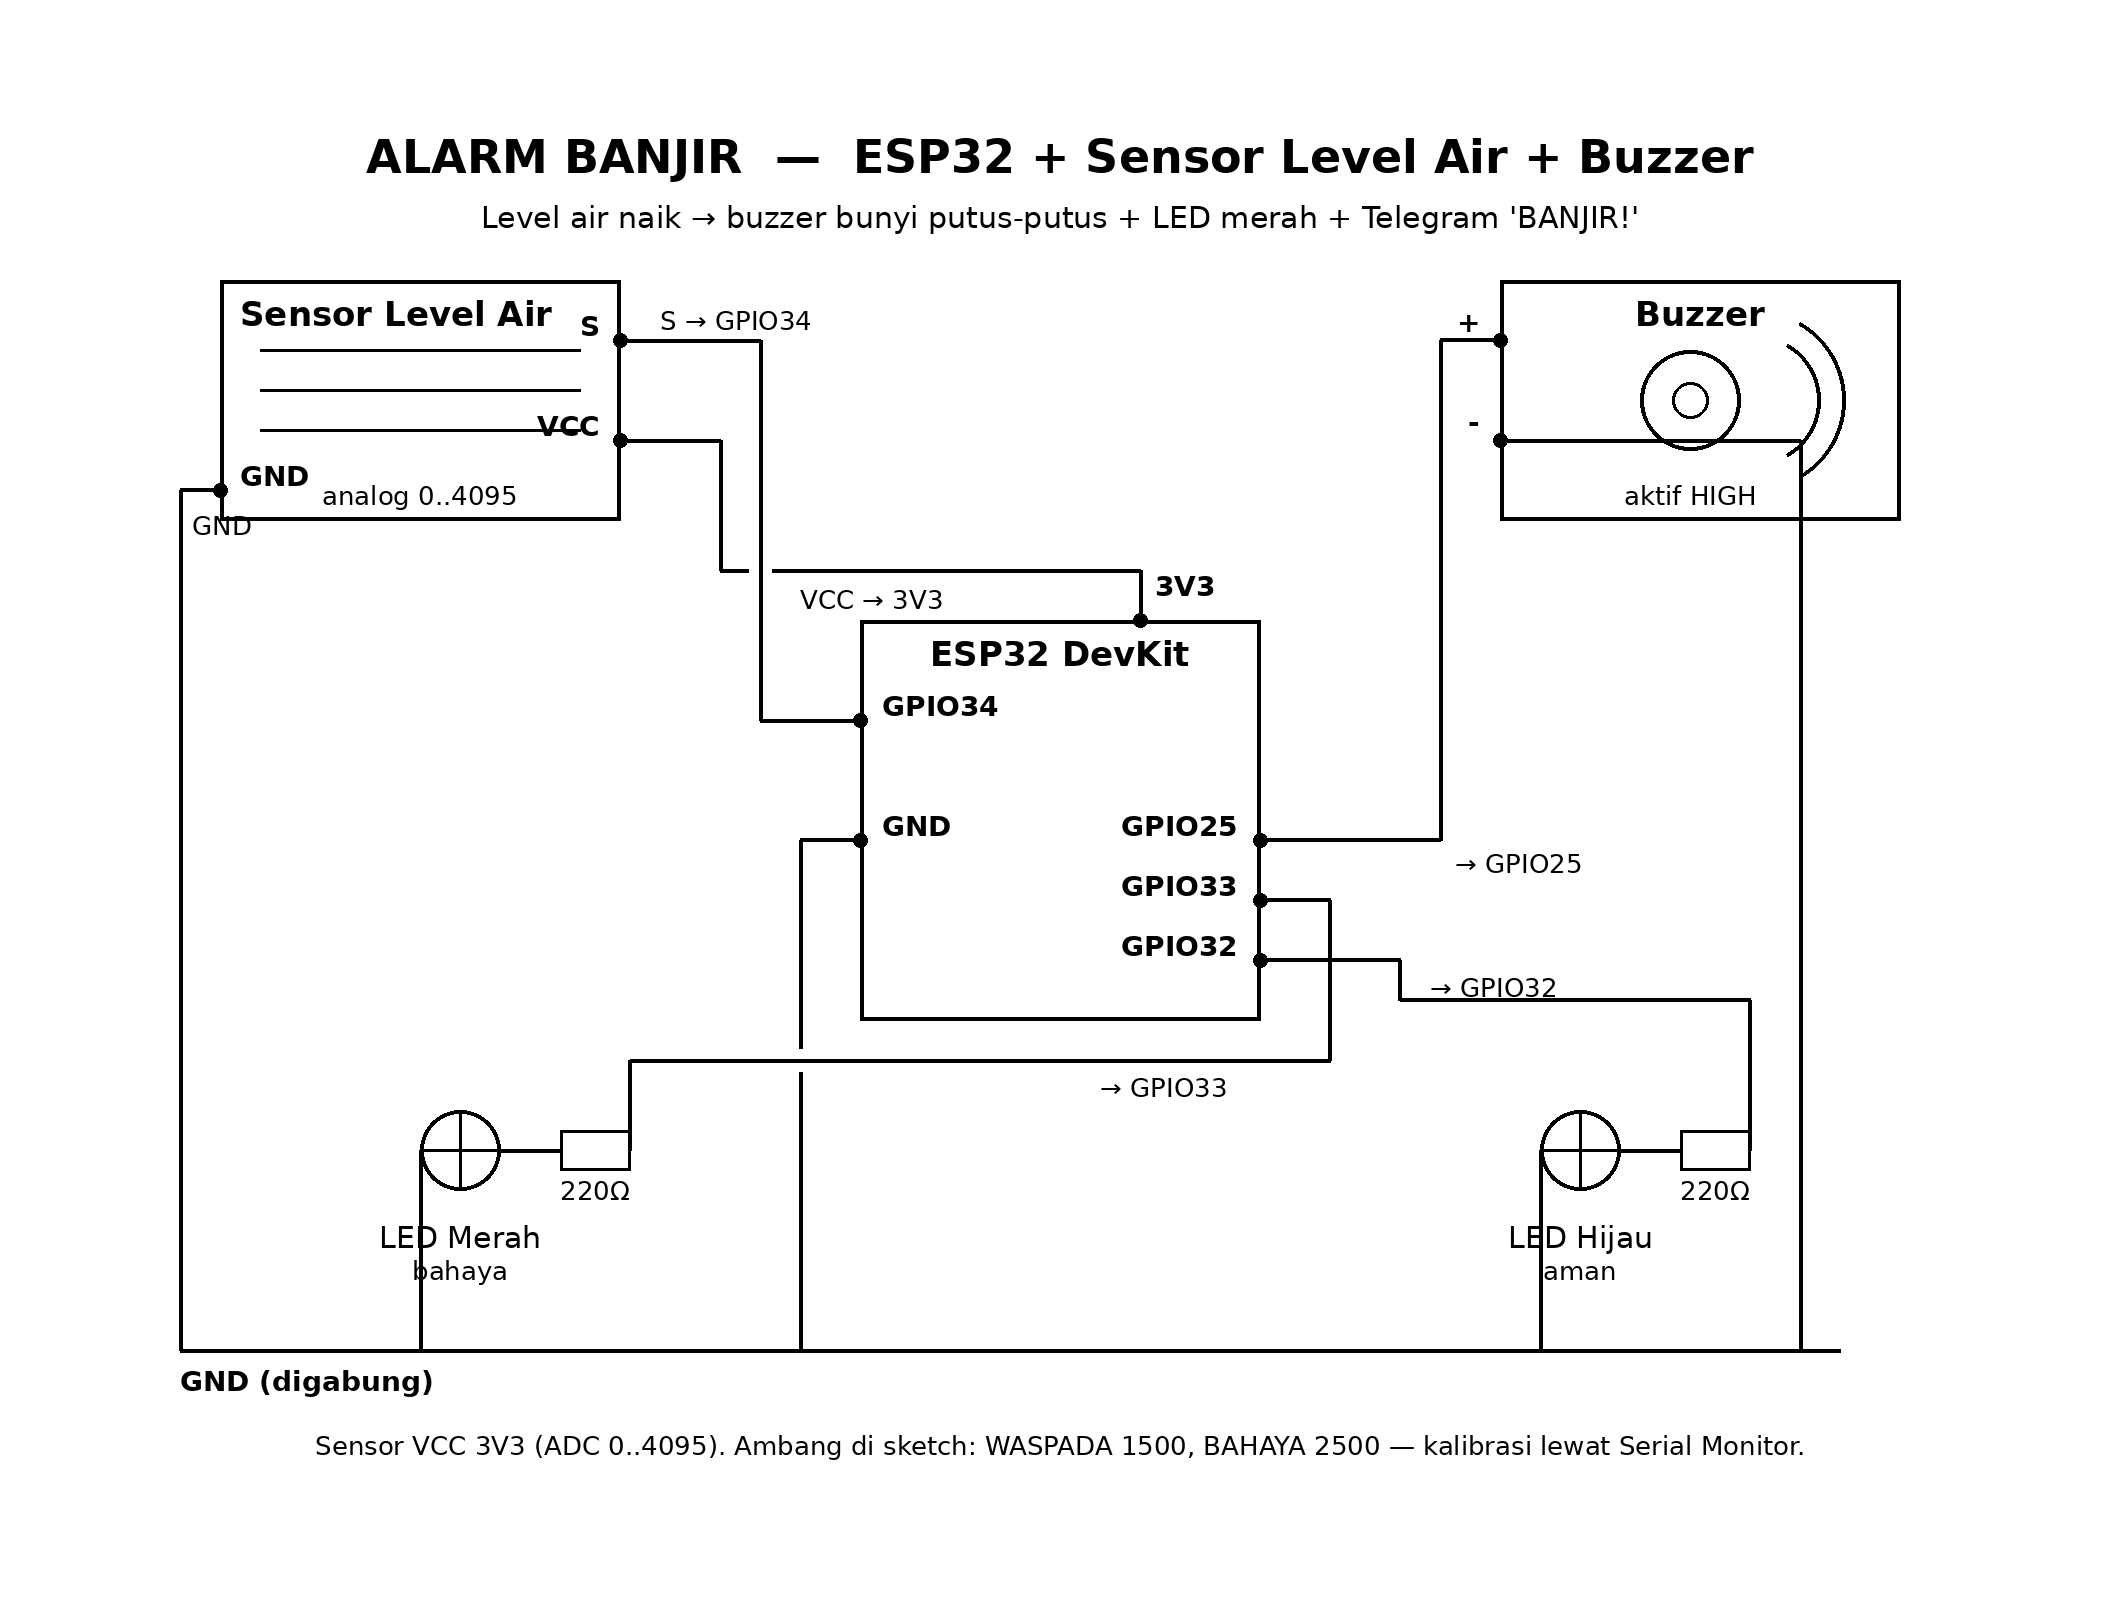 ALARM BANJIR — ESP32 + Sensor Level Air + Buzzer
Level air naik → buzzer bunyi putus-putus + LED merah + Telegram 'BANJIR!'
Sensor Level Air
S
S → GPIO34
VCC
GND
analog 0..4095
GND
Buzzer
+
-
aktif HIGH
VCC → 3V3
3V3
ESP32 DevKit
GPIO34
GND
GPIO25
GPIO33
GPIO32
→ GPIO25
→ GPIO32
→ GPIO33
220Ω
LED Merah
bahaya
220Ω
LED Hijau
aman
GND (digabung)
Sensor VCC 3V3 (ADC 0..4095). Ambang di sketch: WASPADA 1500, BAHAYA 2500 — kalibrasi lewat Serial Monitor.